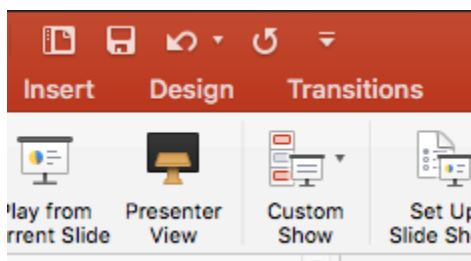 Insert Design Transitions
Play from Presenter Custom Set Up
rrent Slide View Show Slide Sh